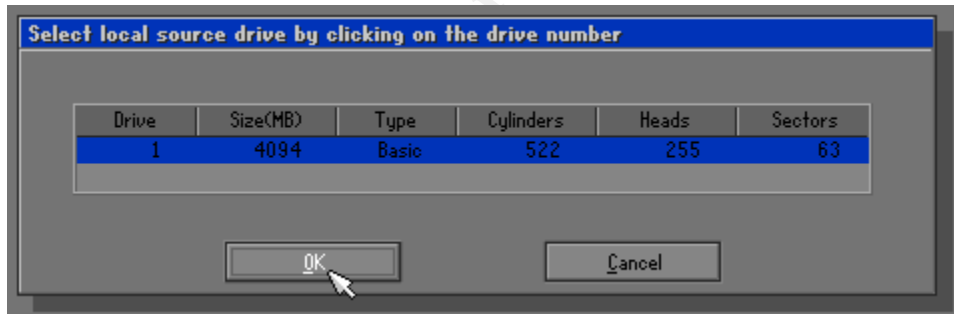 Select local source drive by clicking on the drive number
Drive Size(MB) Type Cylinders Heads Sectors
1 4094 Basic 522 255 63
OK Cancel